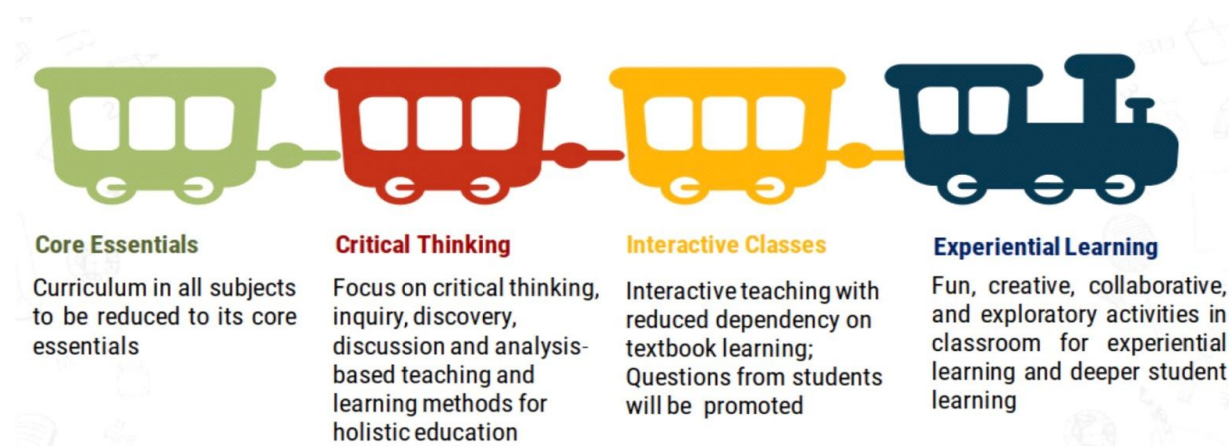 Core Essentials
Curriculum in all subjects
to be reduced to its core
essentials
Critical Thinking
Focus on critical thinking,
inquiry, discovery,
discussion and analysis-
based teaching and
learning methods for
holistic education
Interactive Classes
Interactive teaching with
reduced dependency on
textbook learning;
Questions from students
will be promoted
Experiential Learning
Fun, creative, collaborative,
and exploratory activities in
classroom for experiential
learning and deeper student
learning